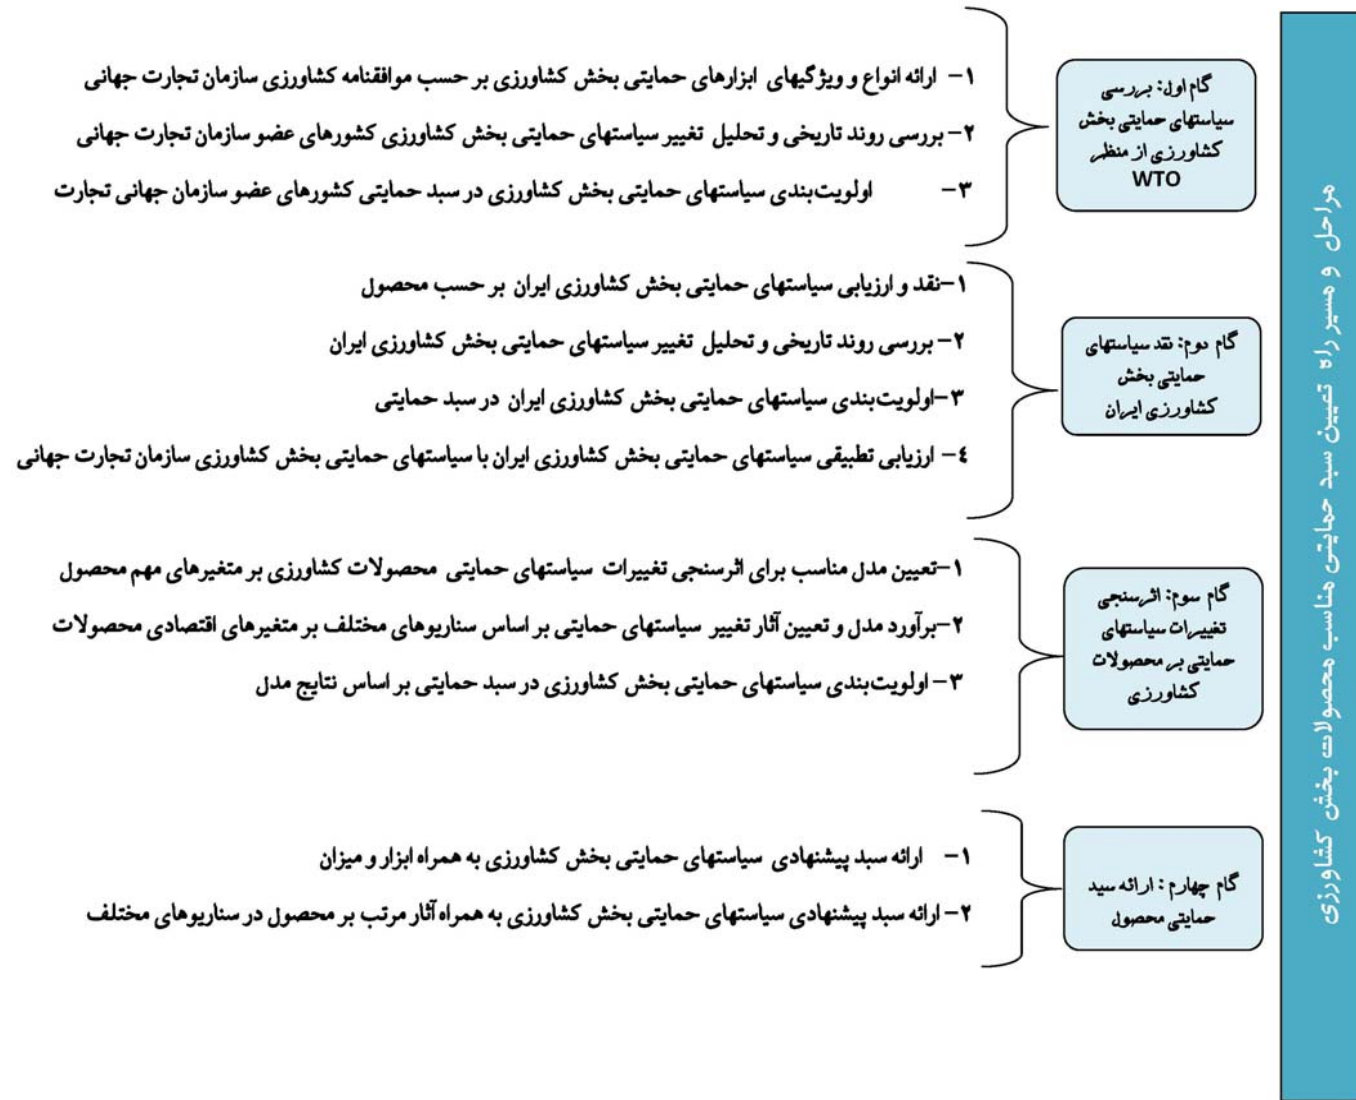 مراحل و مسیر راه تعیین سبد حمایتی مناسب محصولات بخش کشاورزی
گام اول: بررسی
سیاستهای حمایتی بخش
کشاورزی از منظر
WTO
۱- ارائه انواع و ویژگیهای ابزارهای حمایتی بخش کشاورزی بر حسب موافقنامه کشاورزی سازمان تجارت جهانی
۲- بررسی روند تاریخی و تحلیل تغییر سیاستهای حمایتی بخش کشاورزی کشورهای عضو سازمان تجارت جهانی
۳- اولویت‌بندی سیاستهای حمایتی بخش کشاورزی در سبد حمایتی کشورهای عضو سازمان جهانی تجارت
گام دوم: نقد سیاستهای
حمایتی بخش
کشاورزی ایران
۱-نقد و ارزیابی سیاستهای حمایتی بخش کشاورزی ایران بر حسب محصول
۲- بررسی روند تاریخی و تحلیل تغییر سیاستهای حمایتی بخش کشاورزی ایران
۳-اولویت‌بندی سیاستهای حمایتی بخش کشاورزی ایران در سبد حمایتی
٤- ارزیابی تطبیقی سیاستهای حمایتی بخش کشاورزی ایران با سیاستهای حمایتی بخش کشاورزی سازمان تجارت جهانی
گام سوم: اثرسنجی
تغییرات سیاستهای
حمایتی بر محصولات
کشاورزی
۱-تعیین مدل مناسب برای اثرسنجی تغییرات سیاستهای حمایتی محصولات کشاورزی بر متغیرهای مهم محصول
۲-برآورد مدل و تعیین آثار تغییر سیاستهای حمایتی بر اساس سناریوهای مختلف بر متغیرهای اقتصادی محصولات
۳- اولویت‌بندی سیاستهای حمایتی بخش کشاورزی در سبد حمایتی بر اساس نتایج مدل
گام چهارم : ارائه سبد
حمایتی محصول
۱- ارائه سبد پیشنهادی سیاستهای حمایتی بخش کشاورزی به همراه ابزار و میزان
۲- ارائه سبد پیشنهادی سیاستهای حمایتی بخش کشاورزی به همراه آثار مرتب بر محصول در سناریوهای مختلف